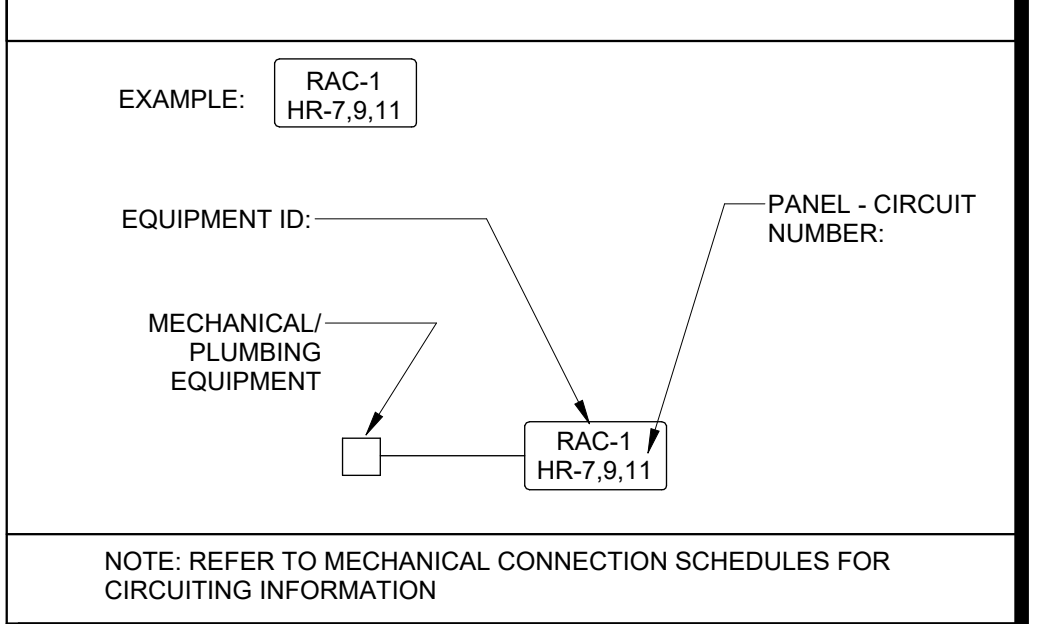 EXAMPLE:
RAC-1
HR-7,9,11
EQUIPMENT ID:
PANEL - CIRCUIT
NUMBER:
MECHANICAL/
PLUMBING
EQUIPMENT
RAC-1
HR-7,9,11
NOTE: REFER TO MECHANICAL CONNECTION SCHEDULES FOR
CIRCUITING INFORMATION